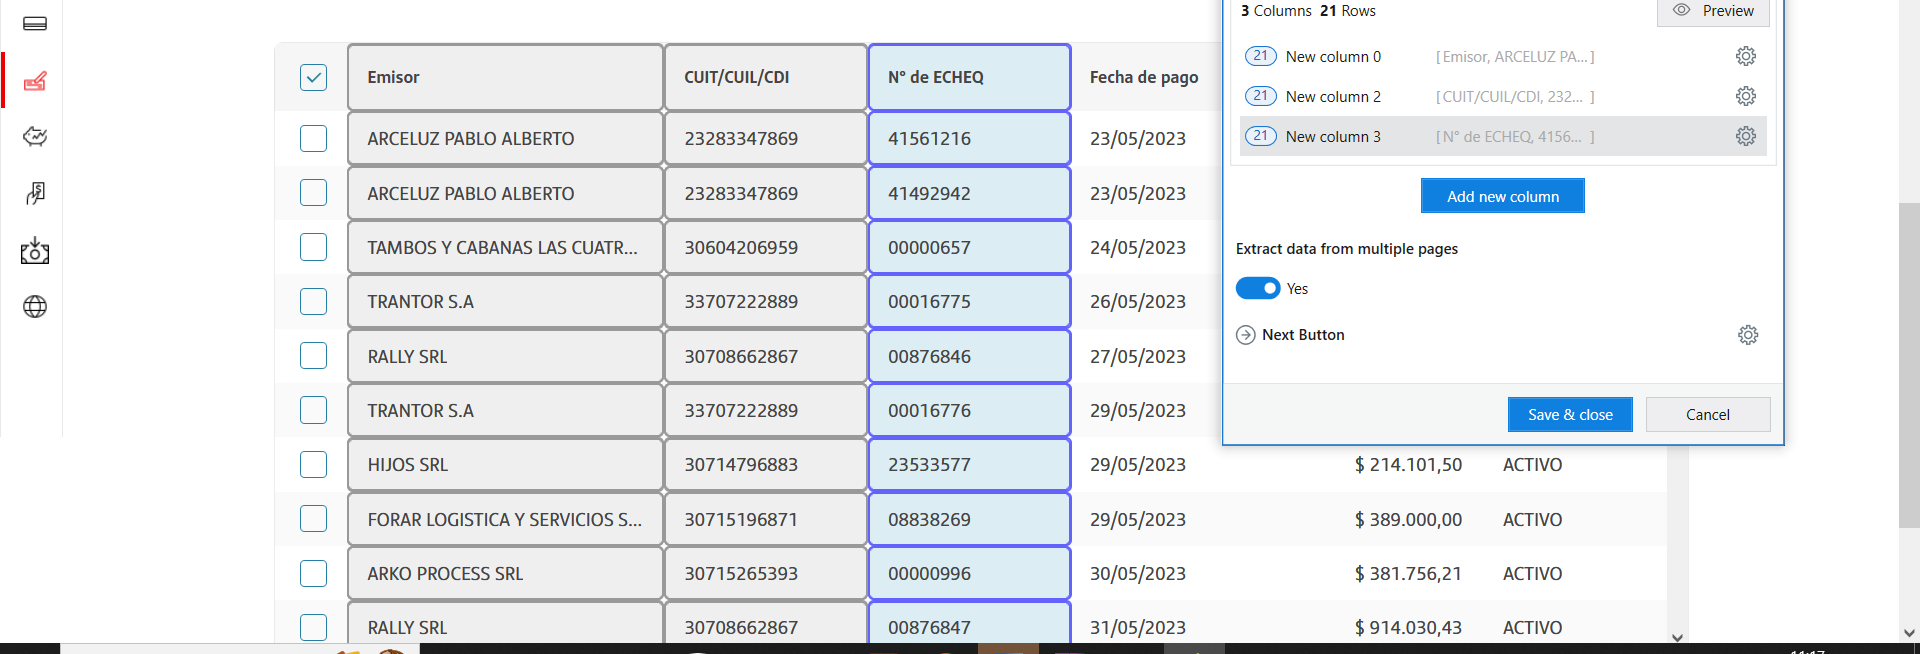 3 Columns 21 Rows
Preview
21 New column 0 [Emisor, ARCELUZ PA... ]
21 New column 2 [CUIT/CUIL/CDI, 232... ]
21 New column 3 [N° de ECHEQ, 4156... ]
Add new column
Extract data from multiple pages
Yes
Next Button
Save & close Cancel
Emisor CUIT/CUIL/CDI N° de ECHEQ Fecha de pago
ARCELUZ PABLO ALBERTO 23283347869 41561216 23/05/2023
ARCELUZ PABLO ALBERTO 23283347869 41492942 23/05/2023
TAMBOS Y CABANAS LAS CUATR... 30604206959 00000657 24/05/2023
TRANTOR S.A 33707222889 00016775 26/05/2023
RALLY SRL 30708662867 00876846 27/05/2023
TRANTOR S.A 33707222889 00016776 29/05/2023
HIJOS SRL 30714796883 23533577 29/05/2023 $ 214.101,50 ACTIVO
FORAR LOGISTICA Y SERVICIOS S... 30715196871 08838269 29/05/2023 $ 389.000,00 ACTIVO
ARKO PROCESS SRL 30715265393 00000996 30/05/2023 $ 381.756,21 ACTIVO
RALLY SRL 30708662867 00876847 31/05/2023 $ 914.030,43 ACTIVO